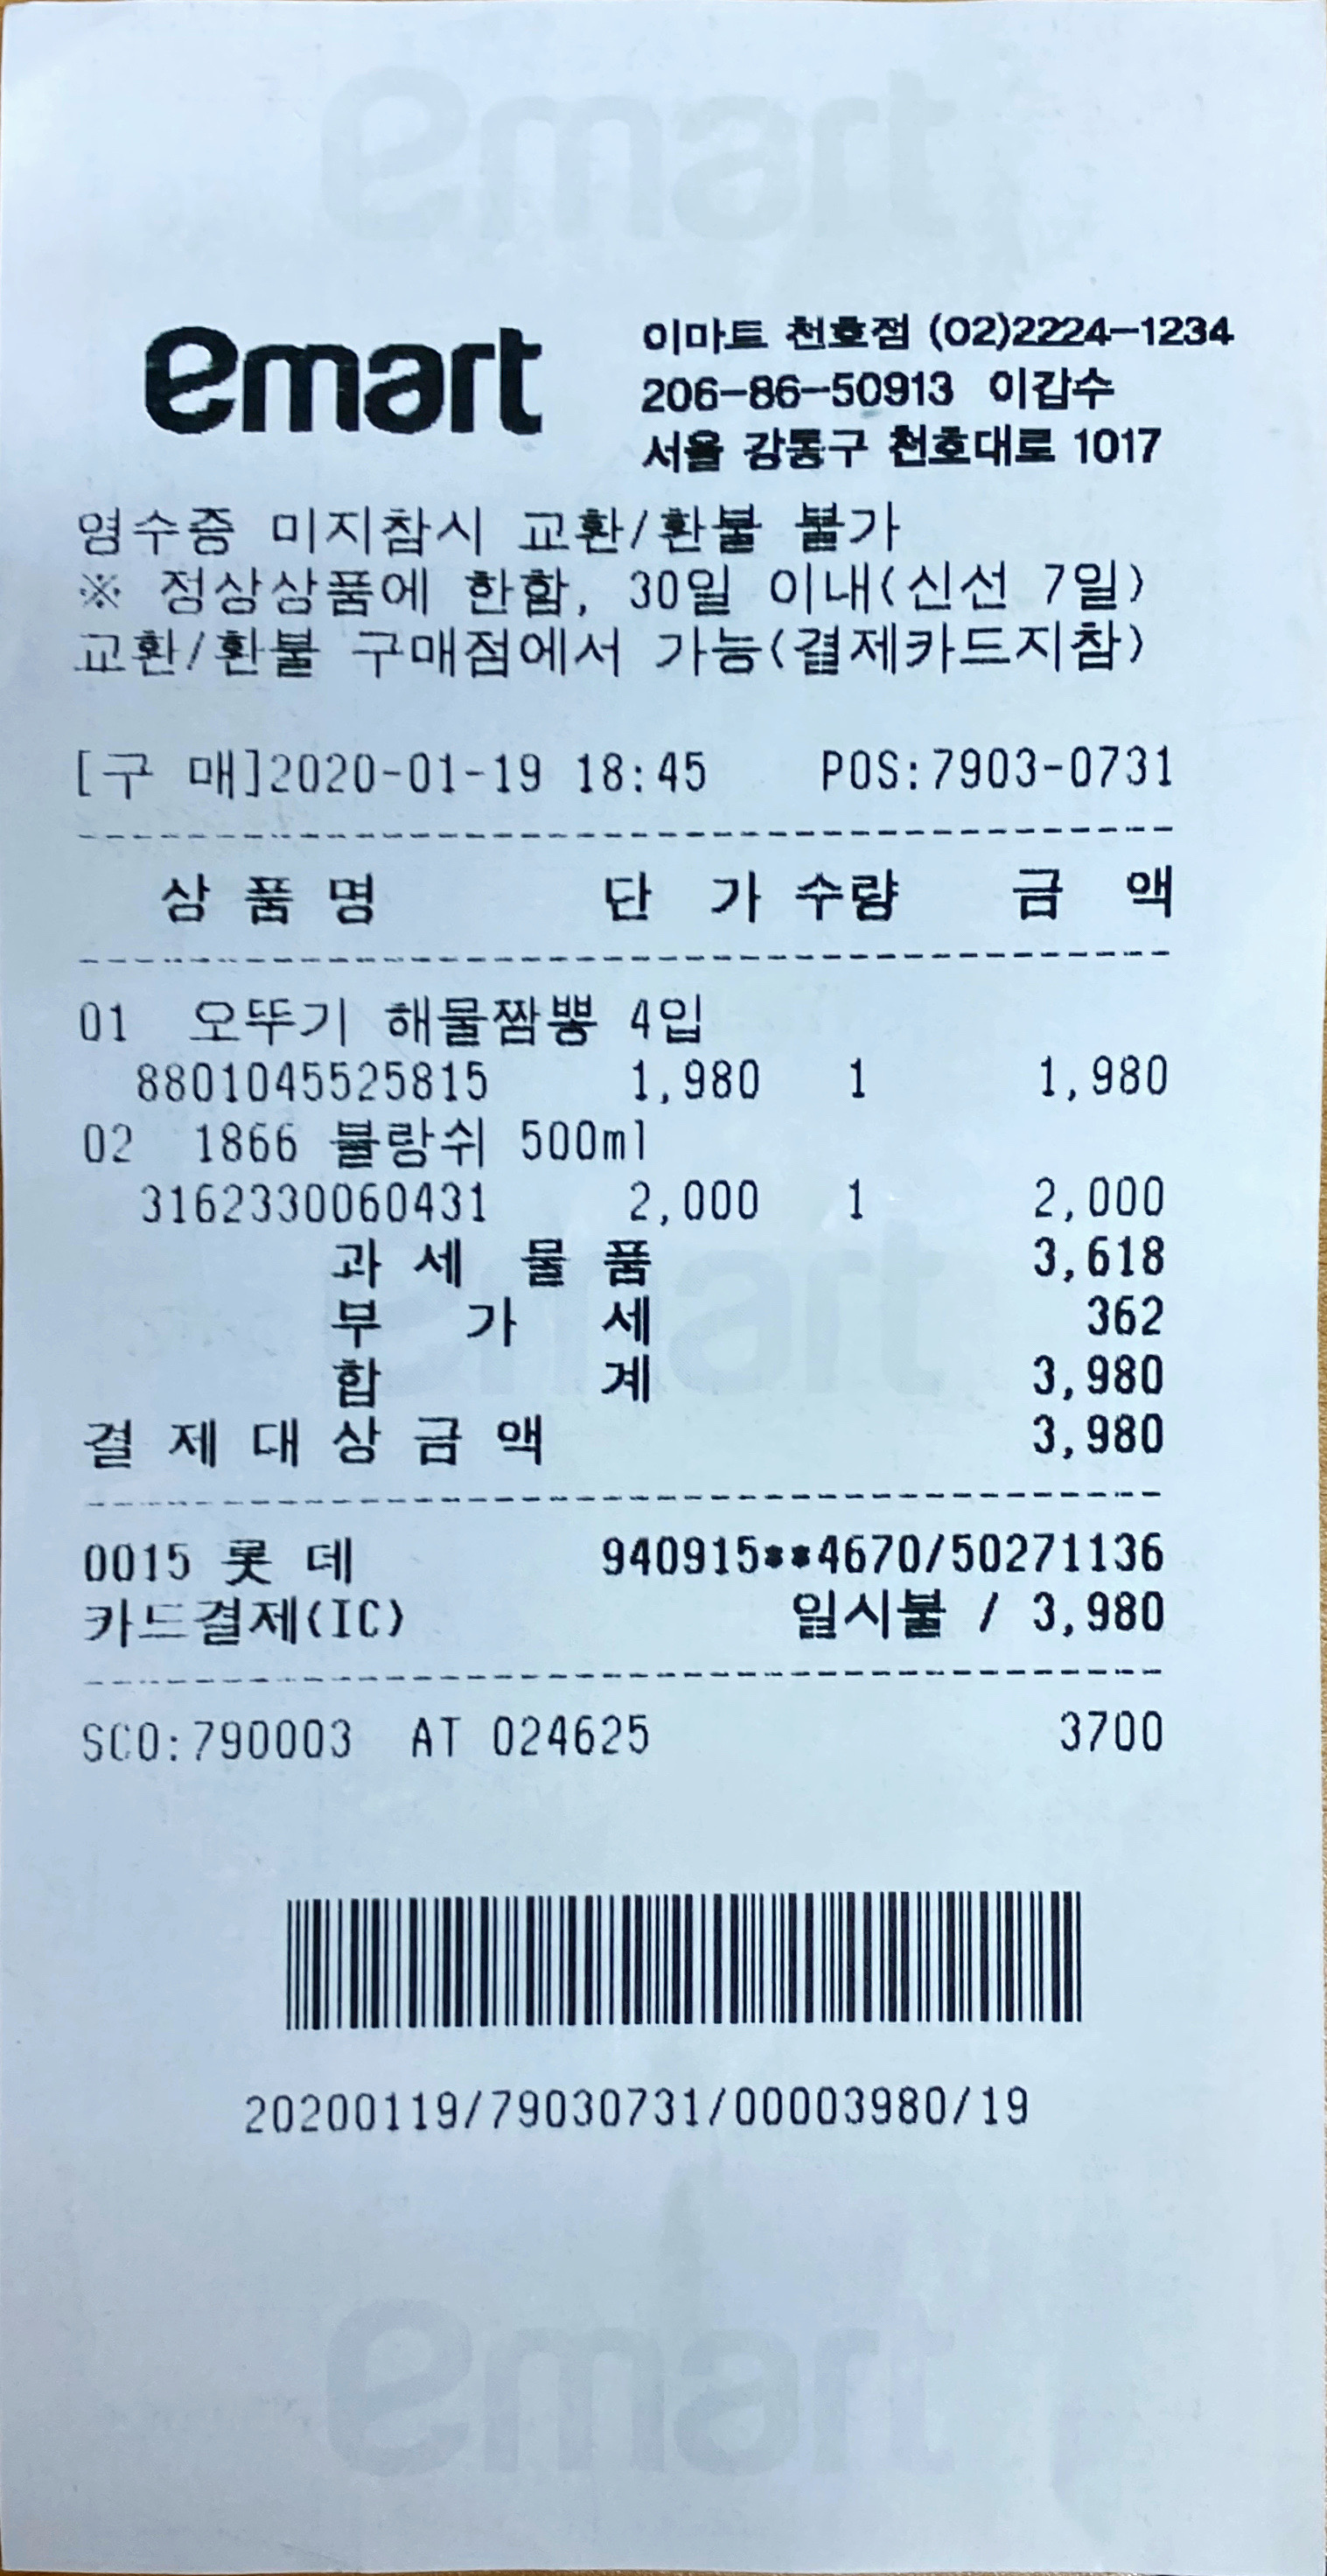 emart
emart
이마트 천호점 (02)2224-1234
206-86-50913 이갑수
서울 강동구 천호대로 1017
영수증 미지참시 교환/환불 불가
※ 정상상품에 한함, 30일 이내(신선 7일)
교환/환불 구매점에서 가능(결제카드지참)
[구 매]2020-01-19 18:45 POS:7903-0731
상 품 명 단 가 수량 금 액
01 오뚜기 해물짬뽕 4입
8801045525815 1,980 1 1,980
02 1866 블랑쉬 500ml
3162330060431 2,000 1 2,000
과 세 물 품 3,618
부 가 세 362
합 계 3,980
결 제 대 상 금 액 3,980
0015 롯 데 940915**4670/50271136
카드결제(IC) 일시불 / 3,980
SCO:790003 AT 024625 3700
20200119/79030731/00003980/19
emart
emart